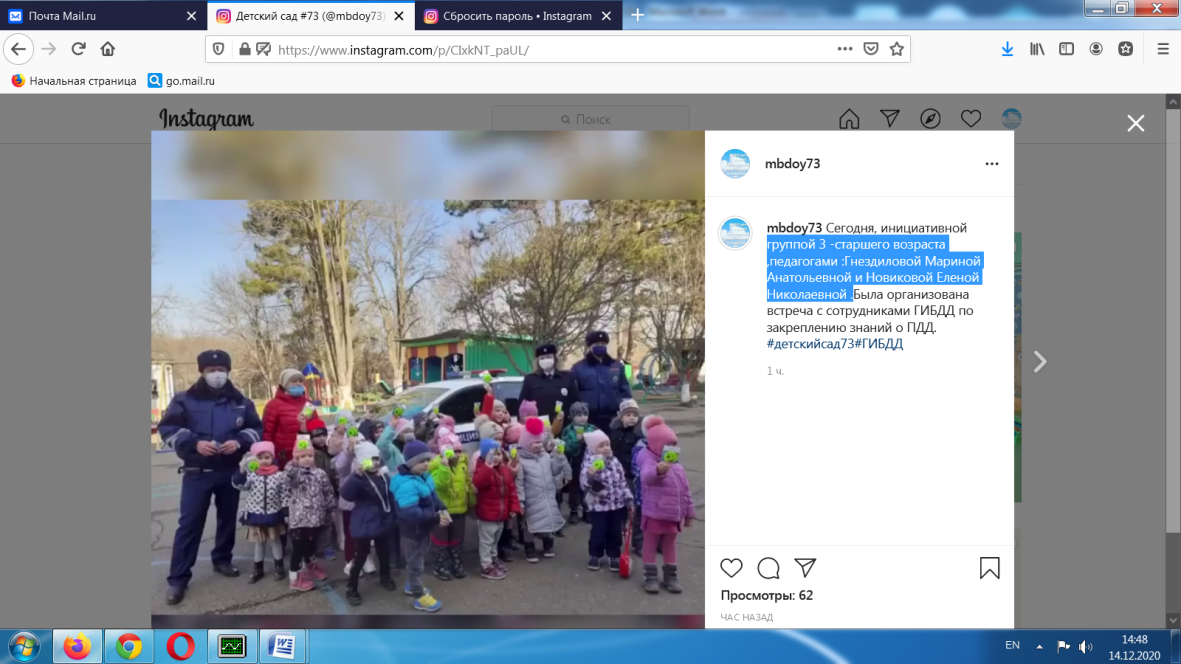 Почта Mail.ru
Детский сад #73 (@mbdoy73)
Сбросить пароль • Instagram
https://www.instagram.com/p/CIxkNT_paUL/
Начальная страница
go.mail.ru
Instagram
Поиск
mbdoy73
mbdoy73 Сегодня, инициативной
группой 3 -старшего возраста
,педагогами :Гнездиловой Мариной
Анатольевной и Новиковой Еленой
Николаевной .Была организована
встреча с сотрудниками ГИБДД по
закреплению знаний о ПДД.
#детскийсад73#ГИБДД
1 ч.
Просмотры: 62
ЧАС НАЗАД
EN
14:48
14.12.2020